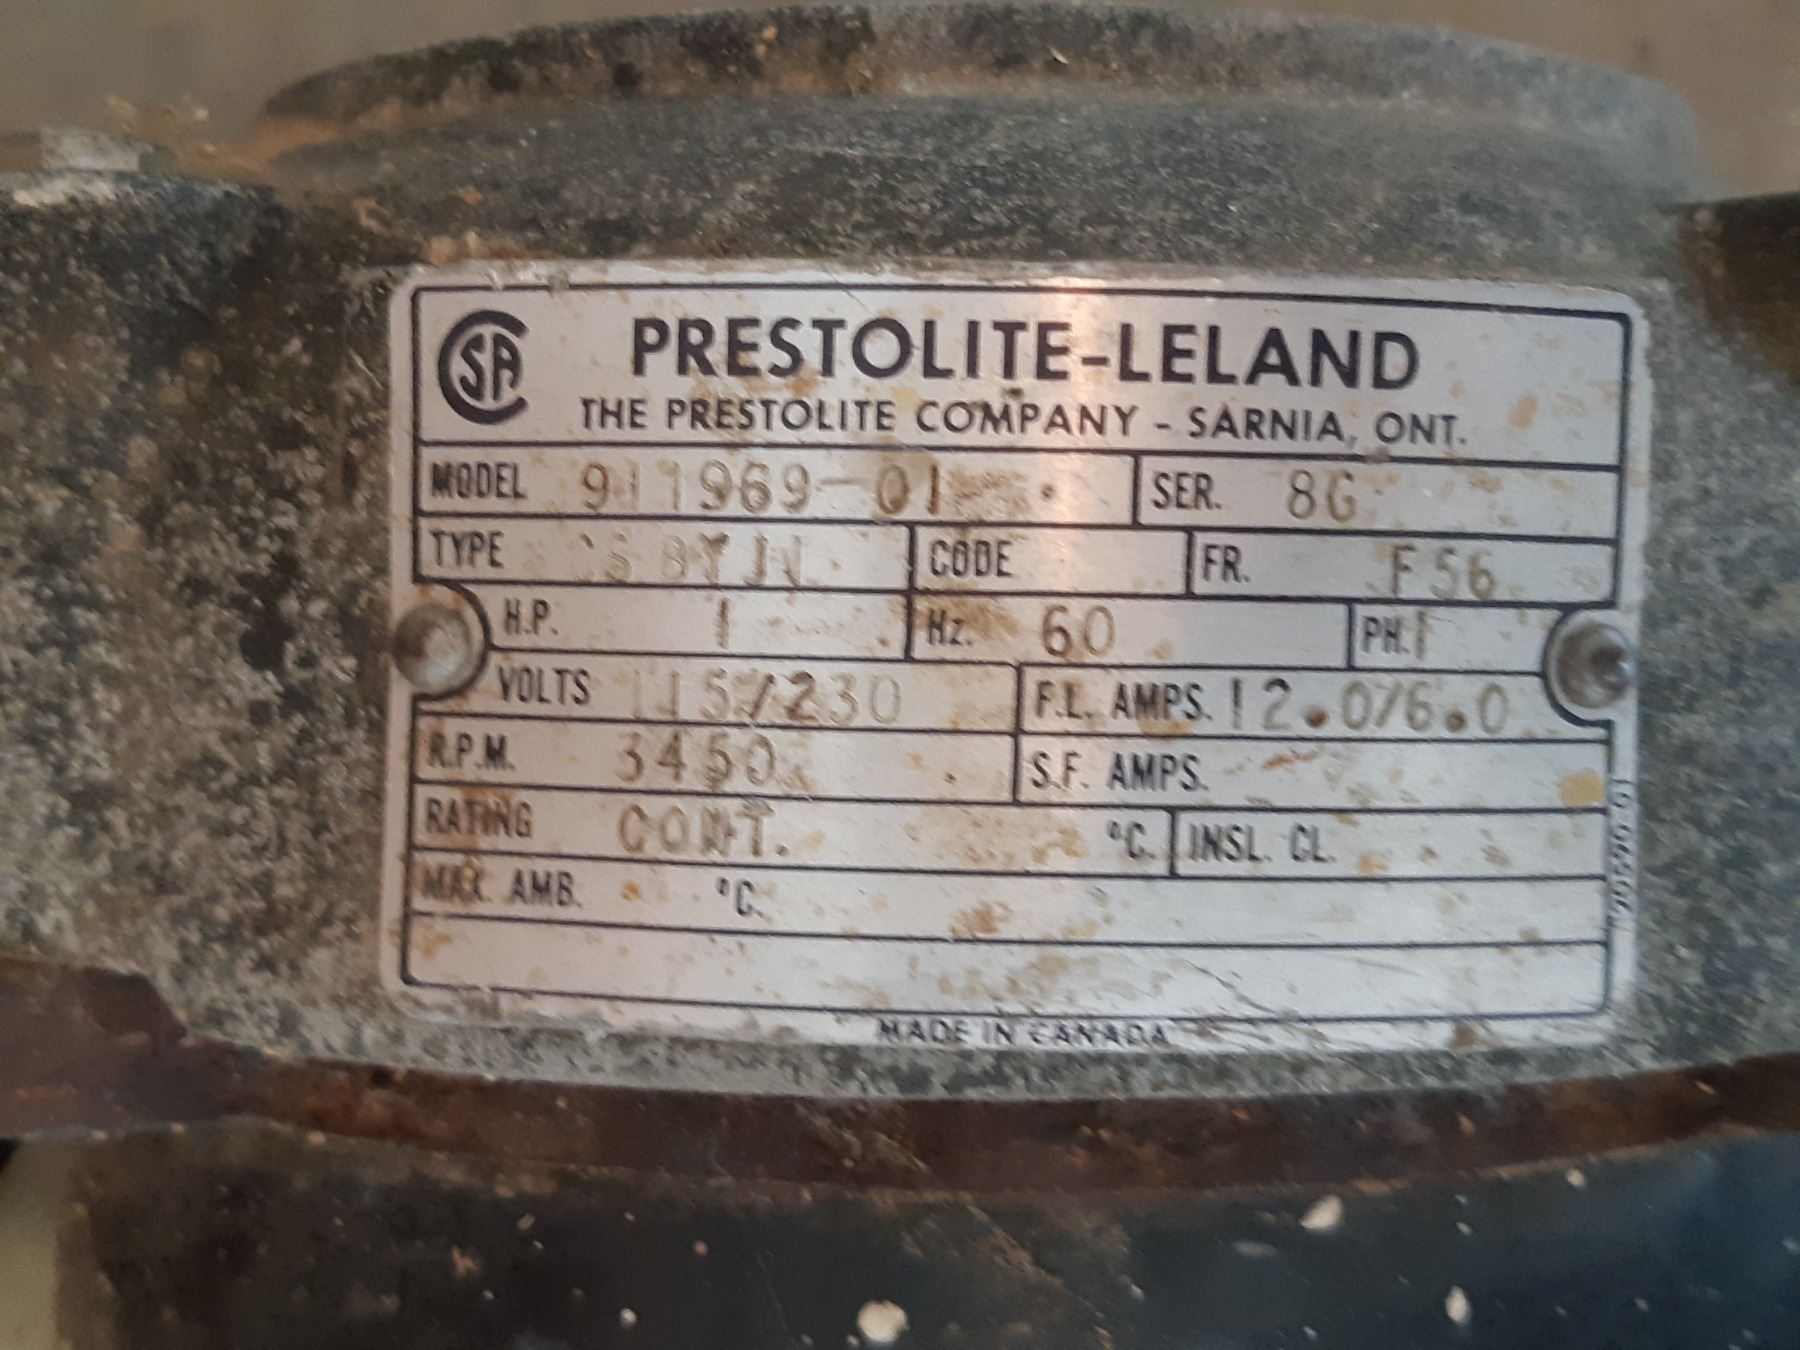 CSA PRESTOLITE-LELAND
THE PRESTOLITE COMPANY - SARNIA, ONT.
MODEL 911969-01 SER. 8G
TYPE CODE FR. F56
H.P. 1 Hz. 60 PH. 1
VOLTS 115/230 F.L. AMPS. 12.0/6.0
R.P.M. 3450 S.F. AMPS.
RATING CONT. °C. INSL. CL.
MAX. AMB. °C.
MADE IN CANADA